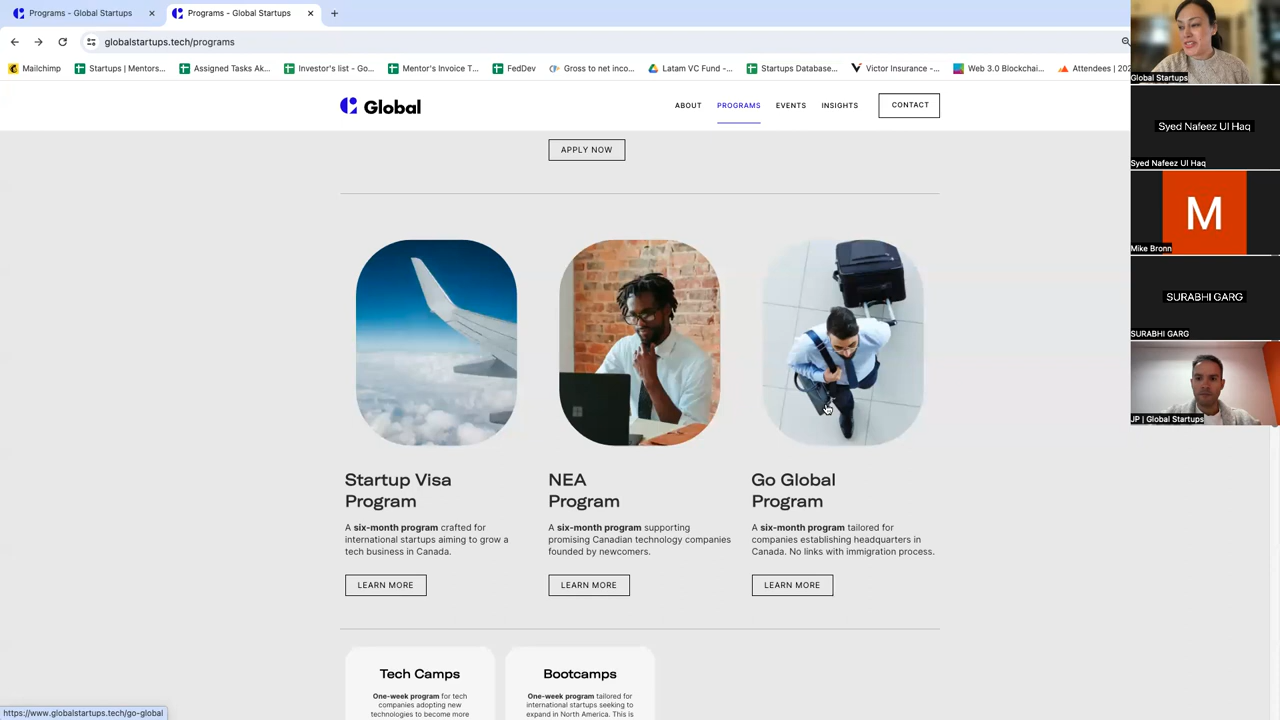 Programs - Global Startups
Programs - Global Startups
globalstartups.tech/programs
Mailchimp
Startups | Mentors...
Assigned Tasks Ak...
Investor's list - Go...
Mentor's Invoice T...
FedDev
Gross to net inco...
Latam VC Fund -...
Startups Database...
Victor Insurance -...
Web 3.0 Blockchai...
Attendees | 202
Global
ABOUT
PROGRAMS
EVENTS
INSIGHTS
CONTACT
APPLY NOW
Startup Visa
Program
A six-month program crafted for
international startups aiming to grow a
tech business in Canada.
LEARN MORE
NEA
Program
A six-month program supporting
promising Canadian technology companies
founded by newcomers.
LEARN MORE
Go Global
Program
A six-month program tailored for
companies establishing headquarters in
Canada. No links with immigration process.
LEARN MORE
Tech Camps
One-week program for tech
companies adopting new
technologies to become more
Bootcamps
One-week program tailored for
international startups seeking to
expand in North America. This is
https://www.globalstartups.tech/go-global
Global Startups
Syed Nafeez Ul Haq
Syed Nafeez Ul Haq
M
Mike Bronn
SURABHI GARG
SURABHI GARG
JP | Global Startups